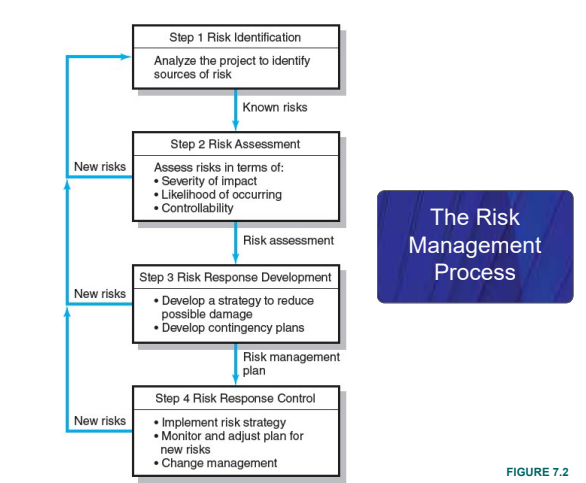 Step 1 Risk Identification
Analyze the project to identify
sources of risk
Known risks
Step 2 Risk Assessment
New risks
Assess risks in terms of:
• Severity of impact
• Likelihood of occurring
• Controllability
Risk assessment
Step 3 Risk Response Development
New risks
• Develop a strategy to reduce
possible damage
• Develop contingency plans
Risk management
plan
Step 4 Risk Response Control
New risks
• Implement risk strategy
• Monitor and adjust plan for
new risks
• Change management
The Risk
Management
Process
FIGURE 7.2